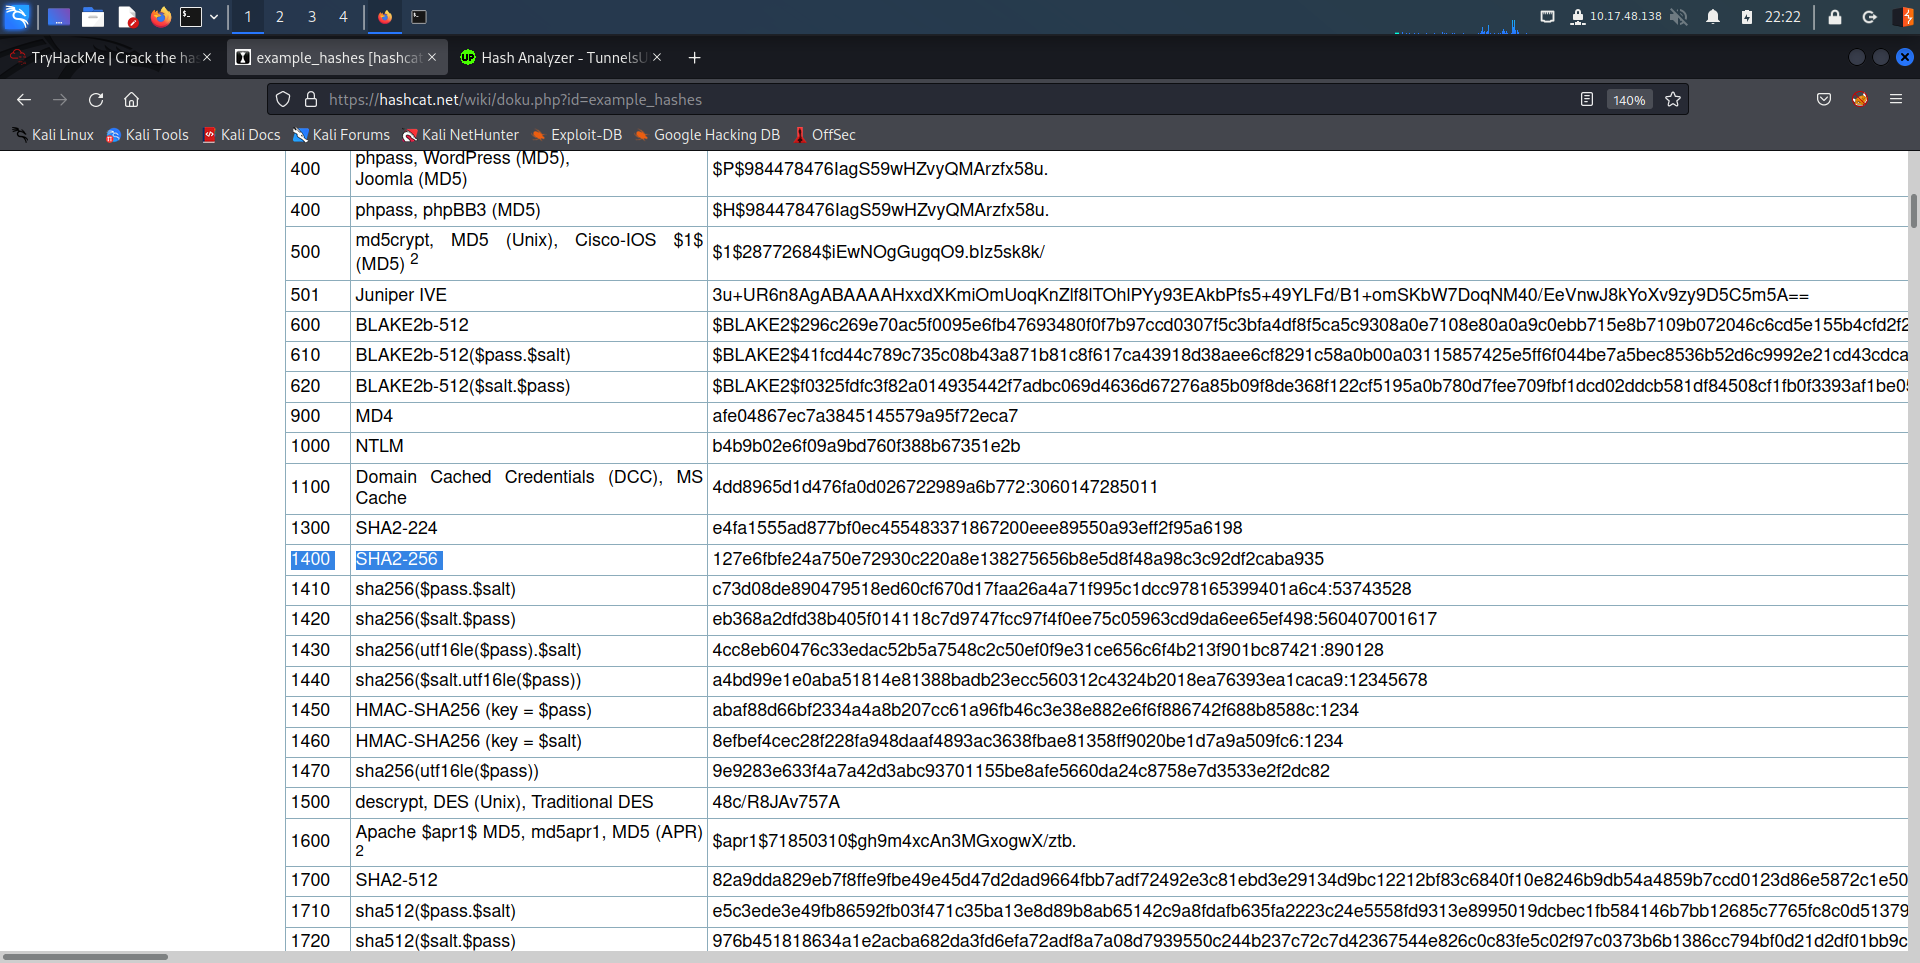 1 2 3 4 10.17.48.138 22:22
TryHackMe | Crack the has
example_hashes [hashcat
Hash Analyzer - TunnelsU
https://hashcat.net/wiki/doku.php?id=example_hashes 140%
Kali Linux Kali Tools Kali Docs Kali Forums Kali NetHunter Exploit-DB Google Hacking DB OffSec
400 phpass, WordPress (MD5), $P$984478476IagS59wHZvyQMArzfx58u.
Joomla (MD5)
400 phpass, phpBB3 (MD5) $H$984478476IagS59wHZvyQMArzfx58u.
500 md5crypt, MD5 (Unix), Cisco-IOS $1$ $1$28772684$iEwNOgGugqO9.bIz5sk8k/
(MD5) 2
501 Juniper IVE 3u+UR6n8AgABAAAAHxxdXKmiOmUoqKnZlf8lTOhlPYy93EAkbPfs5+49YLFd/B1+omSKbW7DoqNM40/EeVnwJ8kYoXv9zy9D5C5m5A==
600 BLAKE2b-512 $BLAKE2$296c269e70ac5f0095e6fb47693480f0f7b97ccd0307f5c3bfa4df8f5ca5c9308a0e7108e80a0a9c0ebb715e8b7109b072046c6cd5e155b4cfd2f2
610 BLAKE2b-512($pass.$salt) $BLAKE2$41fcd44c789c735c08b43a871b81c8f617ca43918d38aee6cf8291c58a0b00a03115857425e5ff6f044be7a5bec8536b52d6c9992e21cd43cdca
620 BLAKE2b-512($salt.$pass) $BLAKE2$f0325fdfc3f82a014935442f7adbc069d4636d67276a85b09f8de368f122cf5195a0b780d7fee709fbf1dcd02ddcb581df84508cf1fb0f3393af1be0
900 MD4 afe04867ec7a3845145579a95f72eca7
1000 NTLM b4b9b02e6f09a9bd760f388b67351e2b
1100 Domain Cached Credentials (DCC), MS 4dd8965d1d476fa0d026722989a6b772:3060147285011
Cache
1300 SHA2-224 e4fa1555ad877bf0ec455483371867200eee89550a93eff2f95a6198
1400 SHA2-256 127e6fbfe24a750e72930c220a8e138275656b8e5d8f48a98c3c92df2caba935
1410 sha256($pass.$salt) c73d08de890479518ed60cf670d17faa26a4a71f995c1dcc978165399401a6c4:53743528
1420 sha256($salt.$pass) eb368a2dfd38b405f014118c7d9747fcc97f4f0ee75c05963cd9da6ee65ef498:560407001617
1430 sha256(utf16le($pass).$salt) 4cc8eb60476c33edac52b5a7548c2c50ef0f9e31ce656c6f4b213f901bc87421:890128
1440 sha256($salt.utf16le($pass)) a4bd99e1e0aba51814e81388badb23ecc560312c4324b2018ea76393ea1caca9:12345678
1450 HMAC-SHA256 (key = $pass) abaf88d66bf2334a4a8b207cc61a96fb46c3e38e882e6f6f886742f688b8588c:1234
1460 HMAC-SHA256 (key = $salt) 8efbef4cec28f228fa948daaf4893ac3638fbae81358ff9020be1d7a9a509fc6:1234
1470 sha256(utf16le($pass)) 9e9283e633f4a7a42d3abc93701155be8afe5660da24c8758e7d3533e2f2dc82
1500 descrypt, DES (Unix), Traditional DES 48c/R8JAv757A
1600 Apache $apr1$ MD5, md5apr1, MD5 (APR) $apr1$71850310$gh9m4xcAn3MGxogwX/ztb.
2
1700 SHA2-512 82a9dda829eb7f8ffe9fbe49e45d47d2dad9664fbb7adf72492e3c81ebd3e29134d9bc12212bf83c6840f10e8246b9db54a4859b7ccd0123d86e5872c1e50
1710 sha512($pass.$salt) e5c3ede3e49fb86592fb03f471c35ba13e8d89b8ab65142c9a8fdafb635fa2223c24e5558fd9313e8995019dcbec1fb584146b7bb12685c7765fc8c0d51379
1720 sha512($salt.$pass) 976b451818634a1e2acba682da3fd6efa72adf8a7a08d7939550c244b237c72c7d42367544e826c0c83fe5c02f97c0373b6b1386cc794bf0d21d2df01bb9c